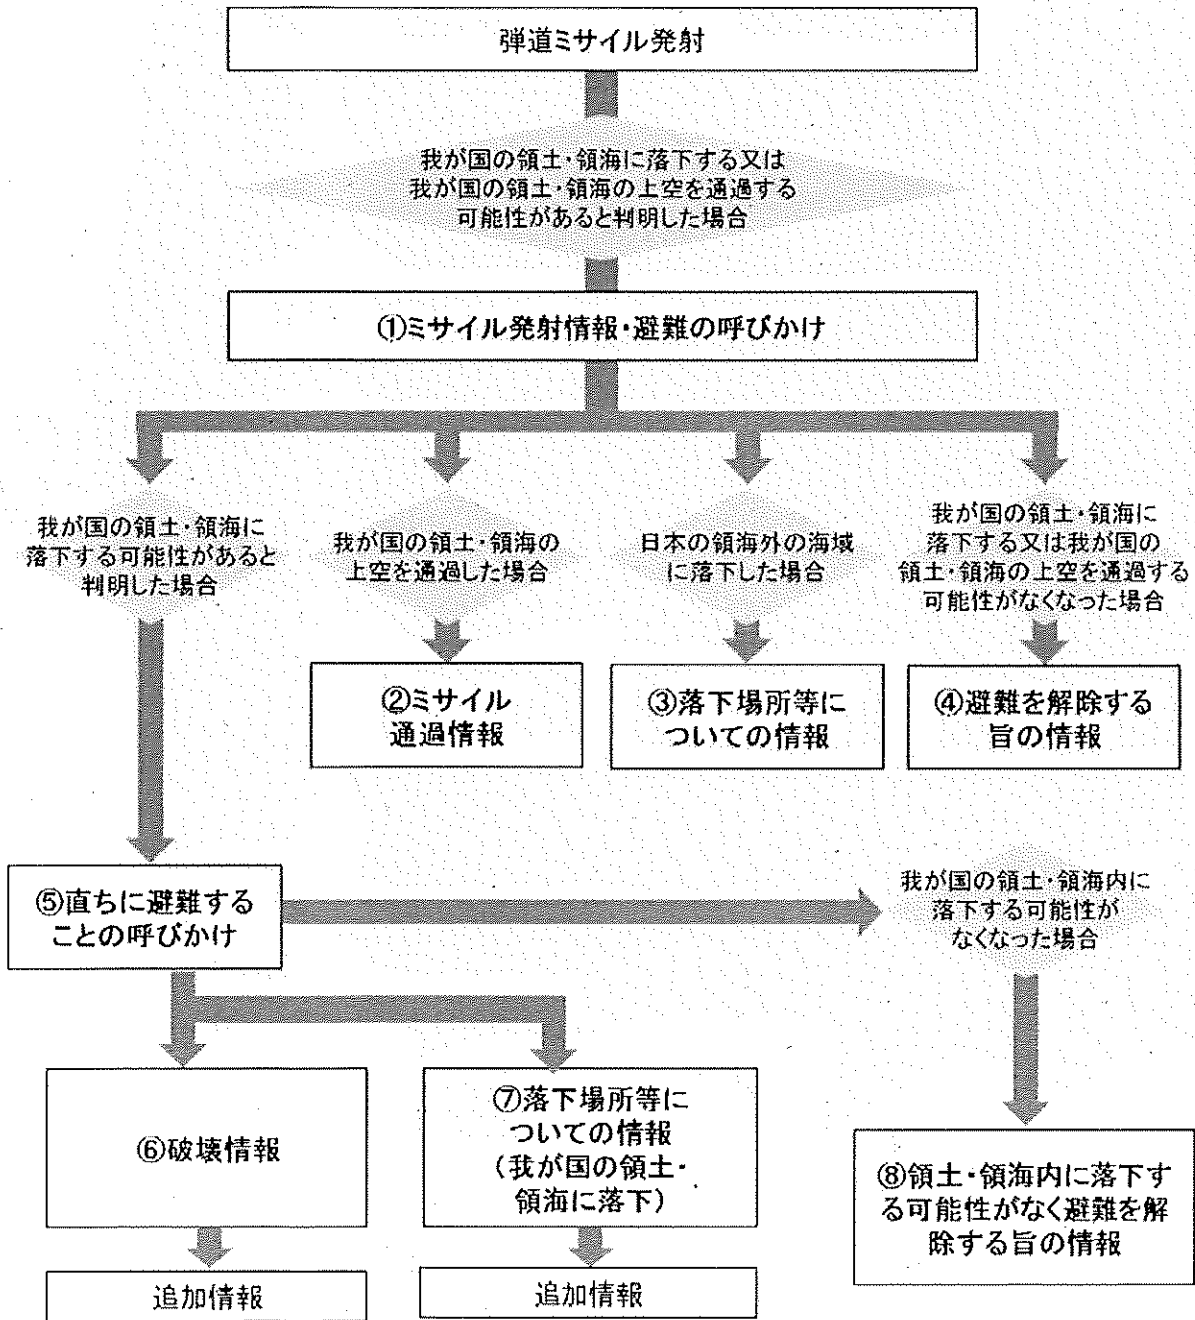 弾道ミサイル発射
我が国の領土・領海に落下する又は
我が国の領土・領海の上空を通過する
可能性があると判明した場合
①ミサイル発射情報・避難の呼びかけ
我が国の領土・領海に
落下する可能性があると
判明した場合
我が国の領土・領海の
上空を通過した場合
日本の領海外の海域
に落下した場合
我が国の領土・領海に
落下する又は我が国の
領土・領海の上空を通過する
可能性がなくなった場合
②ミサイル
通過情報
③落下場所等に
ついての情報
④避難を解除する
旨の情報
⑤直ちに避難する
ことの呼びかけ
我が国の領土・領海内に
落下する可能性が
なくなった場合
⑥破壊情報
⑦落下場所等に
ついての情報
(我が国の領土・
領海に落下)
⑧領土・領海内に落下す
る可能性がなく避難を解
除する旨の情報
追加情報
追加情報